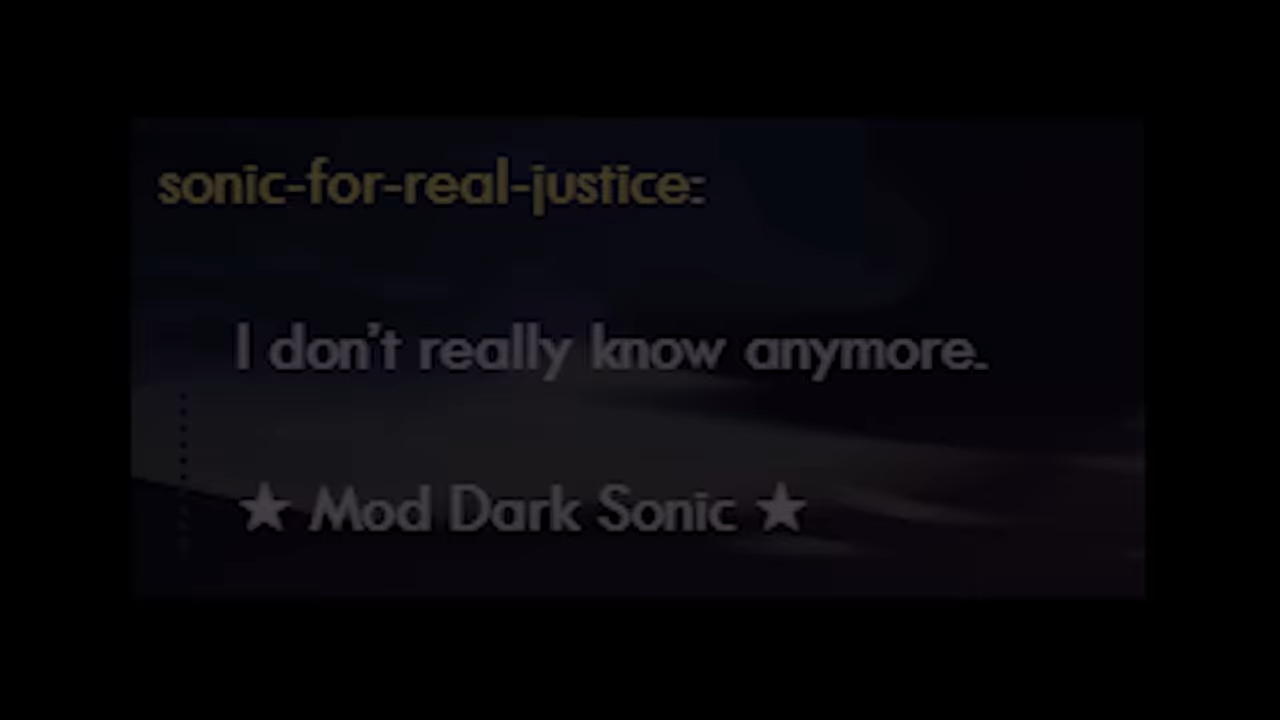 sonic-for-real-justice:
I don't really know anymore.
★ Mod Dark Sonic ★